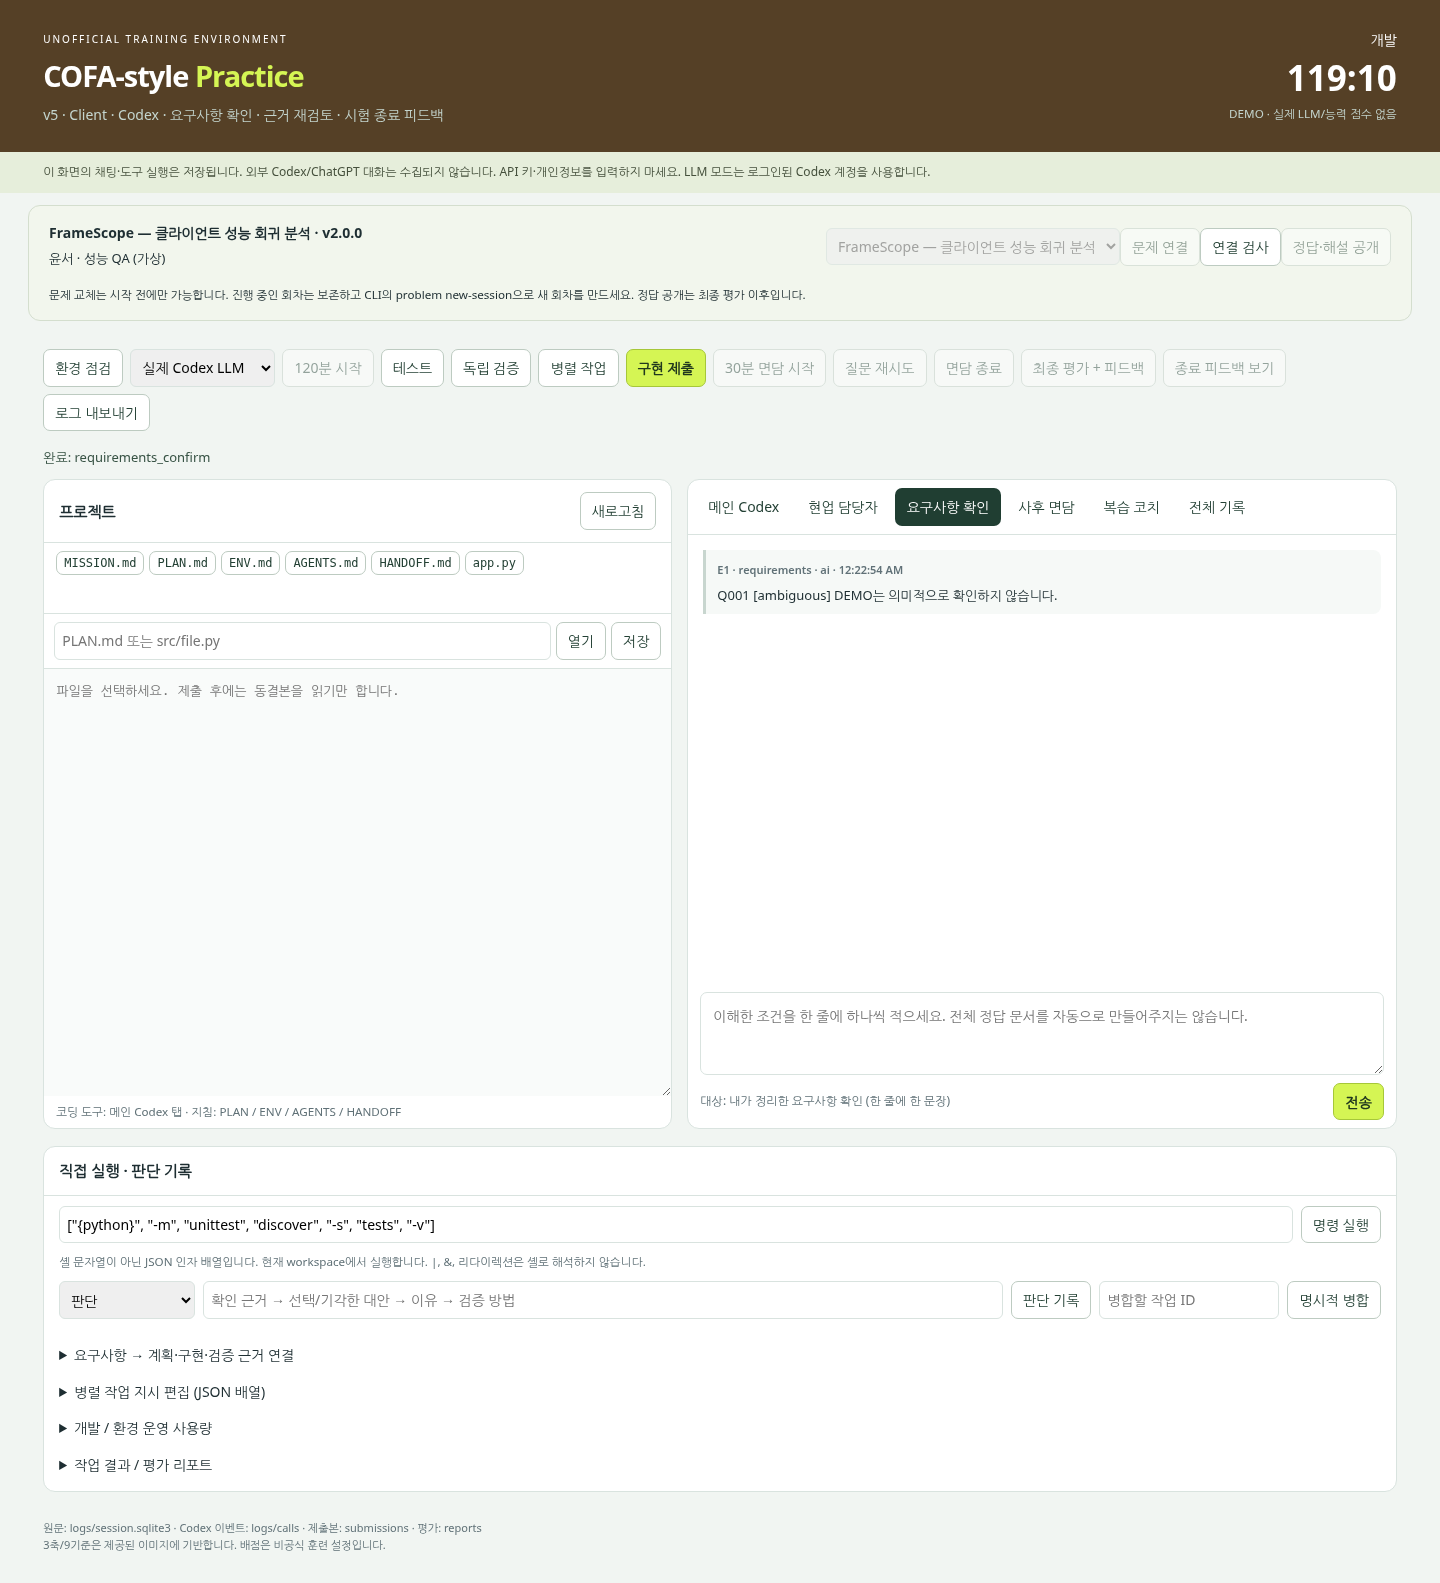 UNOFFICIAL TRAINING ENVIRONMENT
COFA-style Practice
v5 · Client · Codex · 요구사항 확인 · 근거 재검토 · 시험 종료 피드백
개발
119:10
DEMO · 실제 LLM/능력 점수 없음
이 화면의 채팅·도구 실행은 저장됩니다. 외부 Codex/ChatGPT 대화는 수집되지 않습니다. API 키·개인정보를 입력하지 마세요. LLM 모드는 로그인된 Codex 계정을 사용합니다.
FrameScope — 클라이언트 성능 회귀 분석 · v2.0.0
윤서 · 성능 QA (가상)
FrameScope — 클라이언트 성능 회귀 분석 문제 연결 연결 검사 정답·해설 공개
문제 교체는 시작 전에만 가능합니다. 진행 중인 회차는 보존하고 CLI의 problem new-session으로 새 회차를 만드세요. 정답 공개는 최종 평가 이후입니다.
환경 점검 실제 Codex LLM 120분 시작 테스트 독립 검증 병렬 작업 구현 제출 30분 면담 시작 질문 재시도 면담 종료 최종 평가 + 피드백 종료 피드백 보기
로그 내보내기
완료: requirements_confirm
프로젝트 새로고침
MISSION.md PLAN.md ENV.md AGENTS.md HANDOFF.md app.py
PLAN.md 또는 src/file.py 열기 저장
파일을 선택하세요. 제출 후에는 동결본을 읽기만 합니다.
코딩 도구: 메인 Codex 탭 · 지침: PLAN / ENV / AGENTS / HANDOFF
메인 Codex 현업 담당자 요구사항 확인 사후 면담 복습 코치 전체 기록
E1 · requirements · ai · 12:22:54 AM
Q001 [ambiguous] DEMO는 의미적으로 확인하지 않습니다.
이해한 조건을 한 줄에 하나씩 적으세요. 전체 정답 문서를 자동으로 만들어주지는 않습니다.
대상: 내가 정리한 요구사항 확인 (한 줄에 한 문장) 전송
직접 실행 · 판단 기록
["{python}", "-m", "unittest", "discover", "-s", "tests", "-v"] 명령 실행
셸 문자열이 아닌 JSON 인자 배열입니다. 현재 workspace에서 실행합니다. |, &, 리다이렉션은 셸로 해석하지 않습니다.
판단 확인 근거 → 선택/기각한 대안 → 이유 → 검증 방법 판단 기록 병합할 작업 ID 명시적 병합
요구사항 → 계획·구현·검증 근거 연결
병렬 작업 지시 편집 (JSON 배열)
개발 / 환경 운영 사용량
작업 결과 / 평가 리포트
원문: logs/session.sqlite3 · Codex 이벤트: logs/calls · 제출본: submissions · 평가: reports
3축/9기준은 제공된 이미지에 기반합니다. 배점은 비공식 훈련 설정입니다.